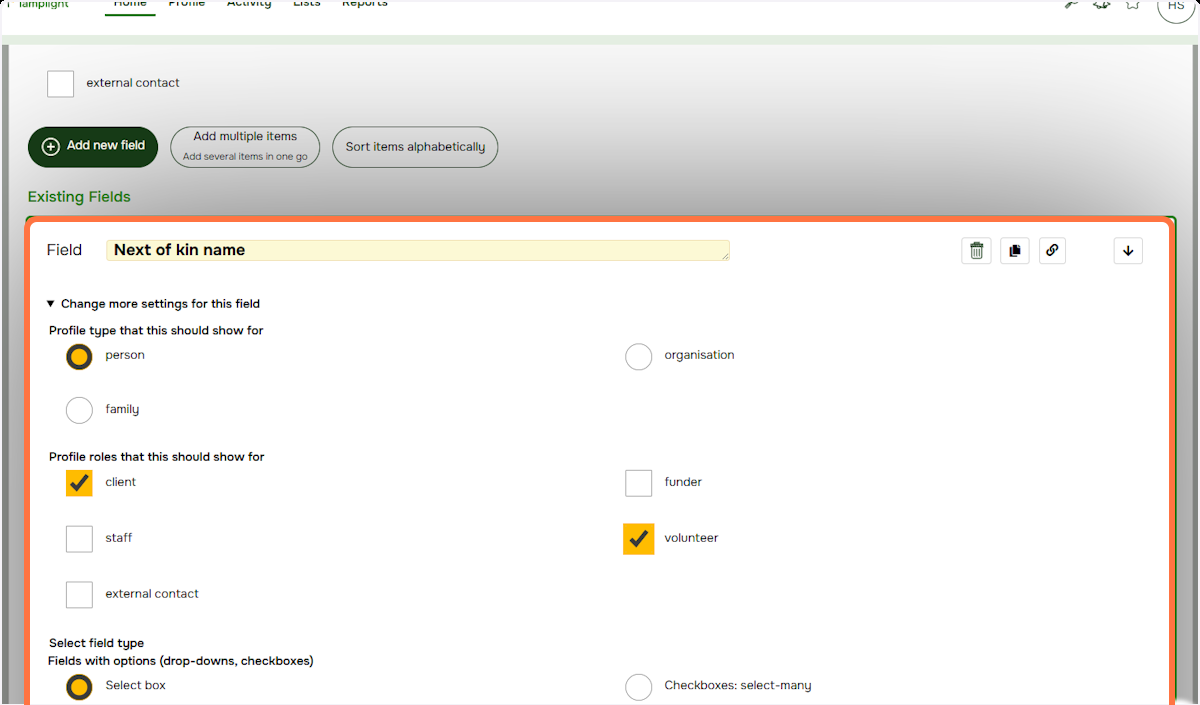 lamplight Home Profile Activity Lists Reports HS
external contact
Add new field
Add multiple items
Add several items in one go
Sort items alphabetically
Existing Fields
Field Next of kin name
Change more settings for this field
Profile type that this should show for
person organisation
family
Profile roles that this should show for
client funder
staff volunteer
external contact
Select field type
Fields with options (drop-downs, checkboxes)
Select box Checkboxes: select-many